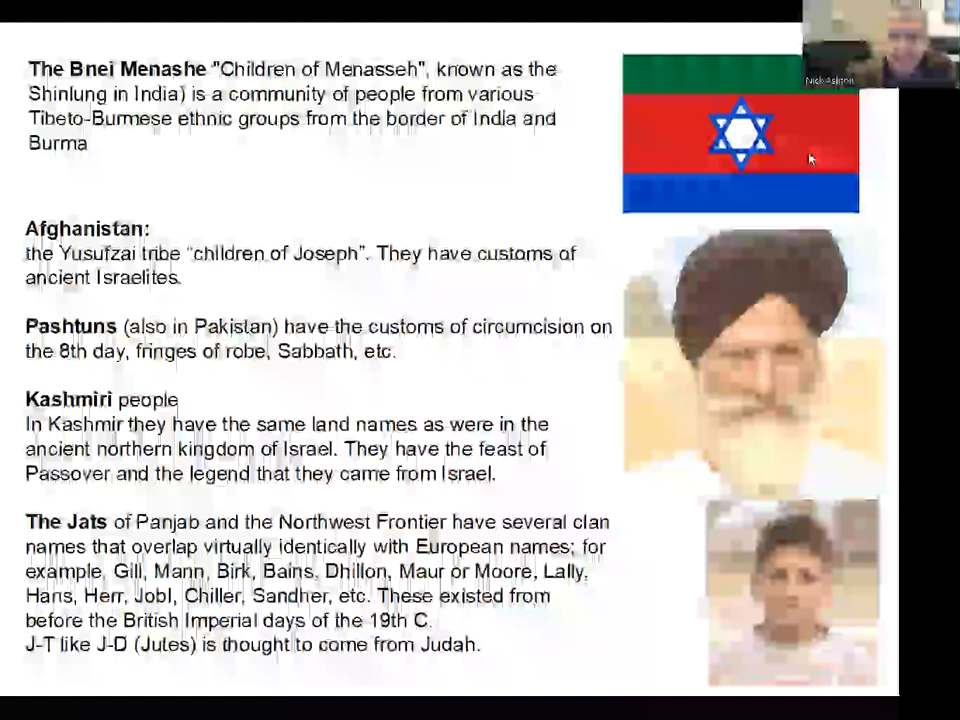 The Bnei Menashe "Children of Menasseh", known as the
Shinlung in India) is a community of people from various
Tibeto-Burmese ethnic groups from the border of India and
Burma
Nick Ashton
Afghanistan:
the Yusufzai tribe "children of Joseph". They have customs of
ancient Israelites.
Pashtuns (also in Pakistan) have the customs of circumcision on
the 8th day, fringes of robe, Sabbath, etc.
Kashmiri people
In Kashmir they have the same land names as were in the
ancient northern kingdom of Israel. They have the feast of
Passover and the legend that they came from Israel.
The Jats of Panjab and the Northwest Frontier have several clan
names that overlap virtually identically with European names; for
example, Gill, Mann, Birk, Bains, Dhillon, Maur or Moore, Lally,
Hans, Herr, Jobl, Chiller, Sandher, etc. These existed from
before the British Imperial days of the 19th C.
J-T like J-D (Jutes) is thought to come from Judah.